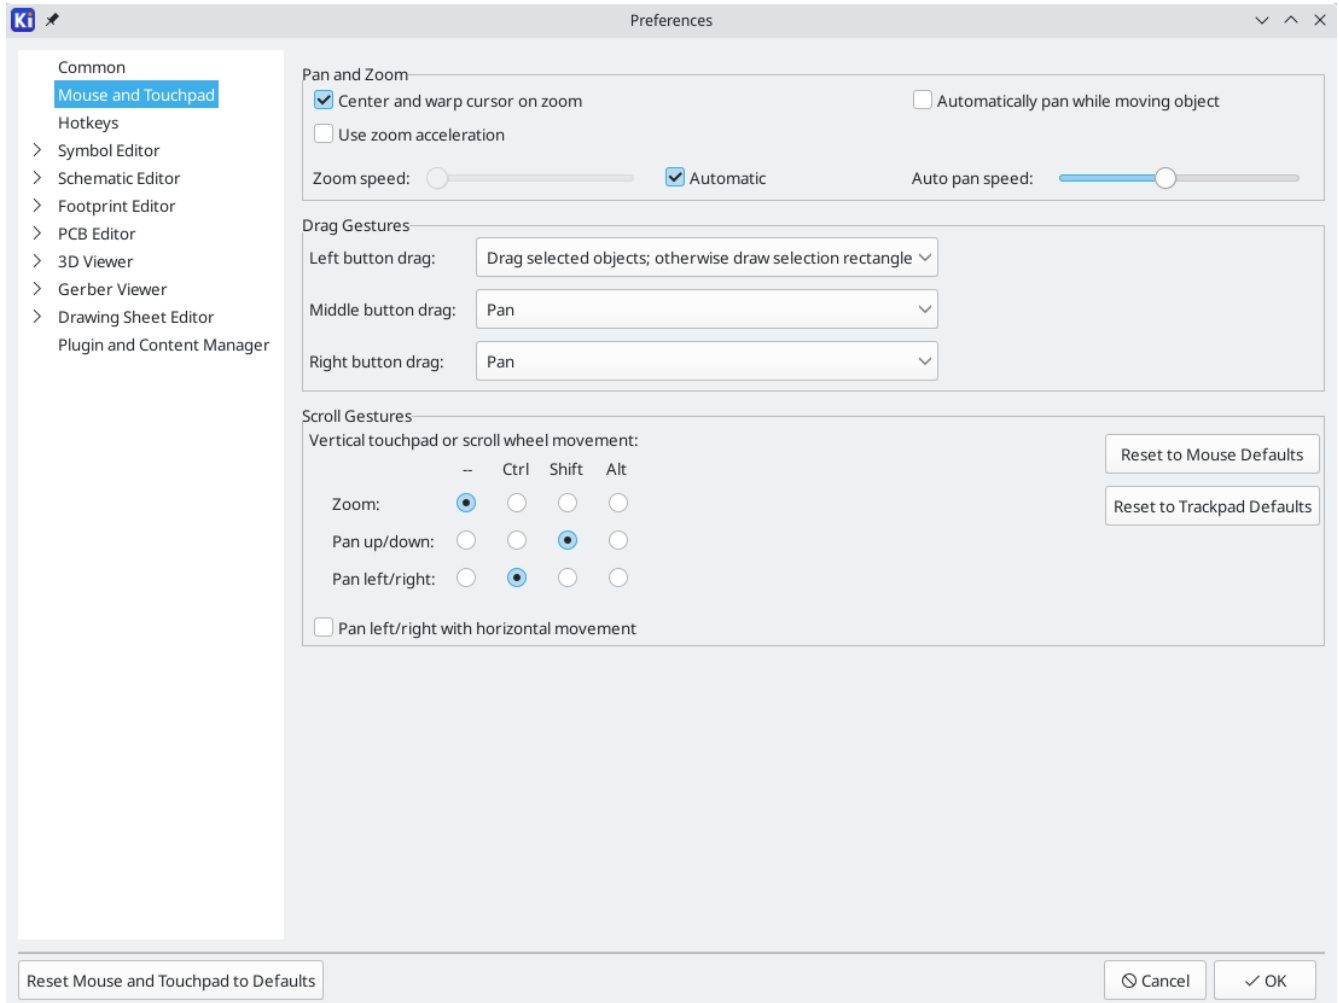 Ki Preferences
Common
Mouse and Touchpad
Hotkeys
Symbol Editor
Schematic Editor
Footprint Editor
PCB Editor
3D Viewer
Gerber Viewer
Drawing Sheet Editor
Plugin and Content Manager
Pan and Zoom
Center and warp cursor on zoom Automatically pan while moving object
Use zoom acceleration
Zoom speed: Automatic Auto pan speed:
Drag Gestures
Left button drag: Drag selected objects; otherwise draw selection rectangle
Middle button drag: Pan
Right button drag: Pan
Scroll Gestures
Vertical touchpad or scroll wheel movement:
-- Ctrl Shift Alt
Zoom:
Pan up/down:
Pan left/right:
Pan left/right with horizontal movement
Reset to Mouse Defaults
Reset to Trackpad Defaults
Reset Mouse and Touchpad to Defaults Cancel OK